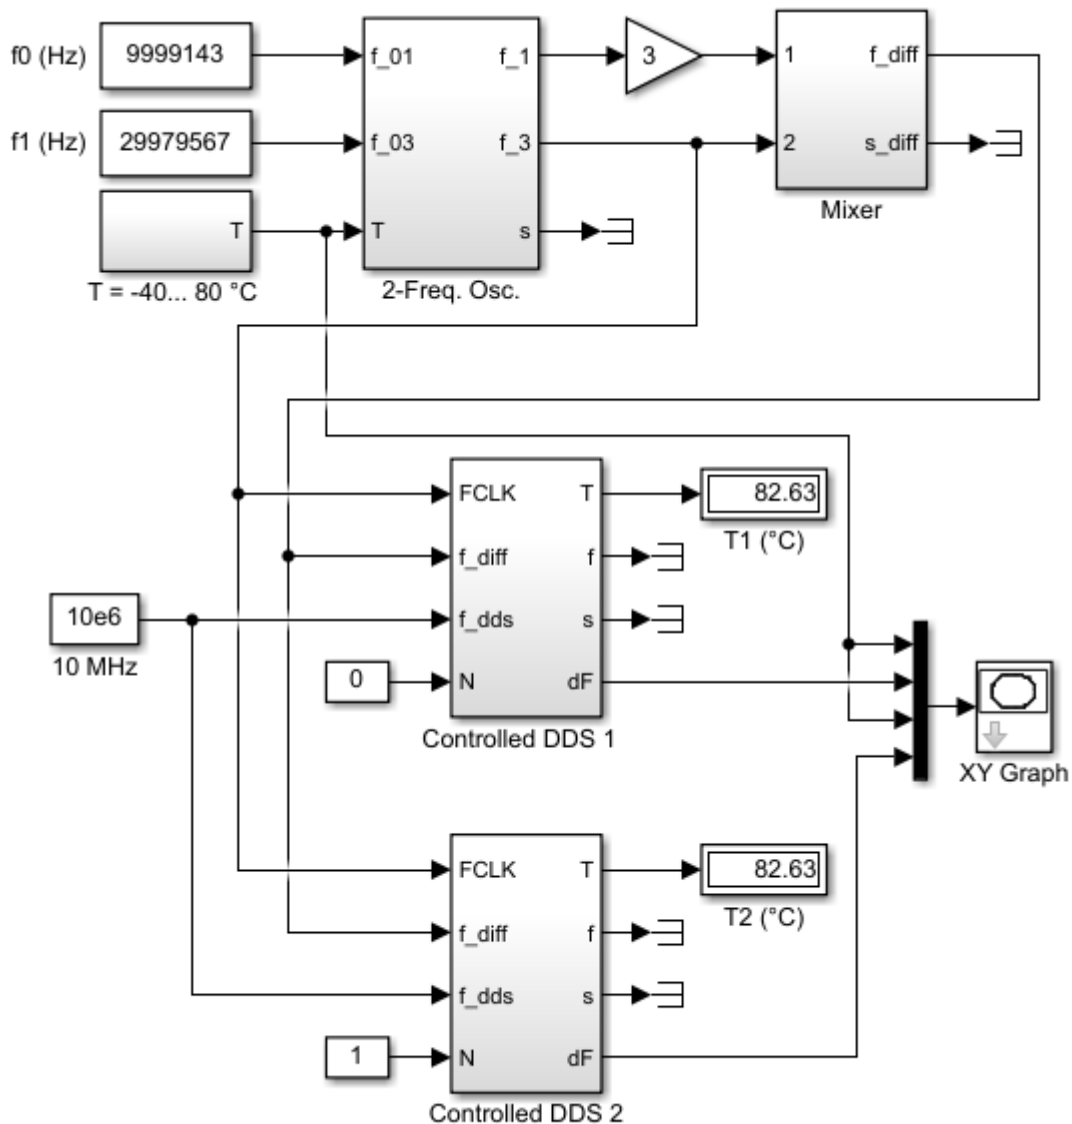 f0 (Hz) 9999143 f_01 f_1 3 1 f_diff
f1 (Hz) 29979567 f_03 f_3 2 s_diff
Mixer
T T s
T = -40... 80 °C
2-Freq. Osc.
FCLK T 82.63
T1 (°C)
f_diff f
10e6 f_dds s
10 MHz
0 N dF
Controlled DDS 1
XY Graph
FCLK T 82.63
T2 (°C)
f_diff f
f_dds s
1 N dF
Controlled DDS 2